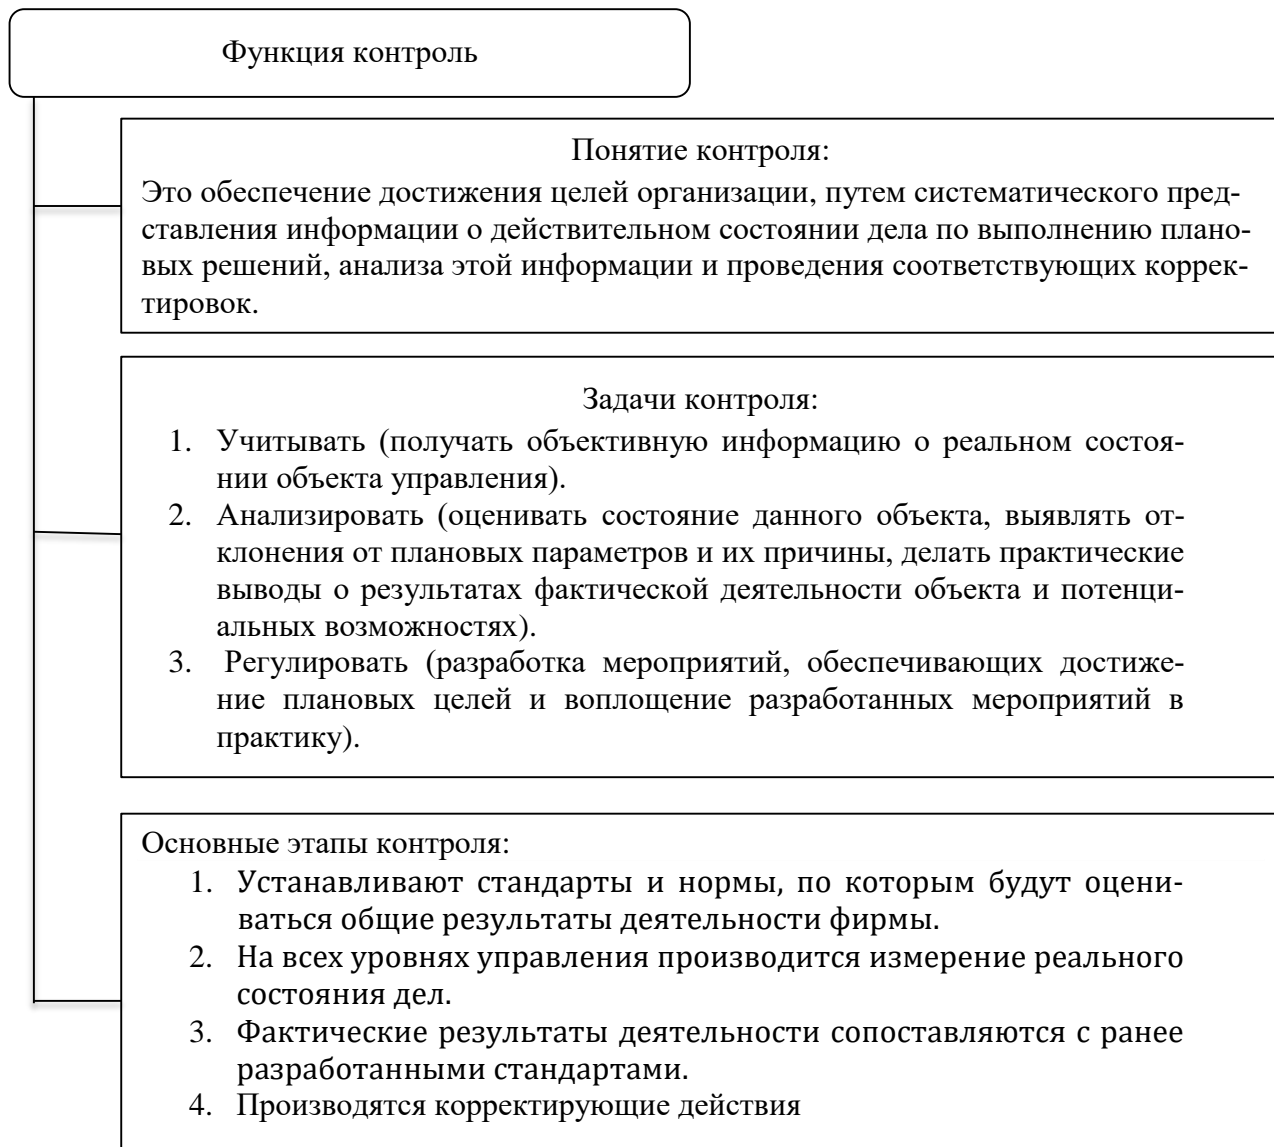 Функция контроль
Понятие контроля:
Это обеспечение достижения целей организации, путем систематического пред-
ставления информации о действительном состоянии дела по выполнению плано-
вых решений, анализа этой информации и проведения соответствующих коррек-
тировок.
Задачи контроля:
1. Учитывать (получать объективную информацию о реальном состоя-
нии объекта управления).
2. Анализировать (оценивать состояние данного объекта, выявлять от-
клонения от плановых параметров и их причины, делать практические
выводы о результатах фактической деятельности объекта и потенци-
альных возможностях).
3. Регулировать (разработка мероприятий, обеспечивающих достиже-
ние плановых целей и воплощение разработанных мероприятий в
практику).
Основные этапы контроля:
1. Устанавливают стандарты и нормы, по которым будут оцени-
ваться общие результаты деятельности фирмы.
2. На всех уровнях управления производится измерение реального
состояния дел.
3. Фактические результаты деятельности сопоставляются с ранее
разработанными стандартами.
4. Производятся корректирующие действия